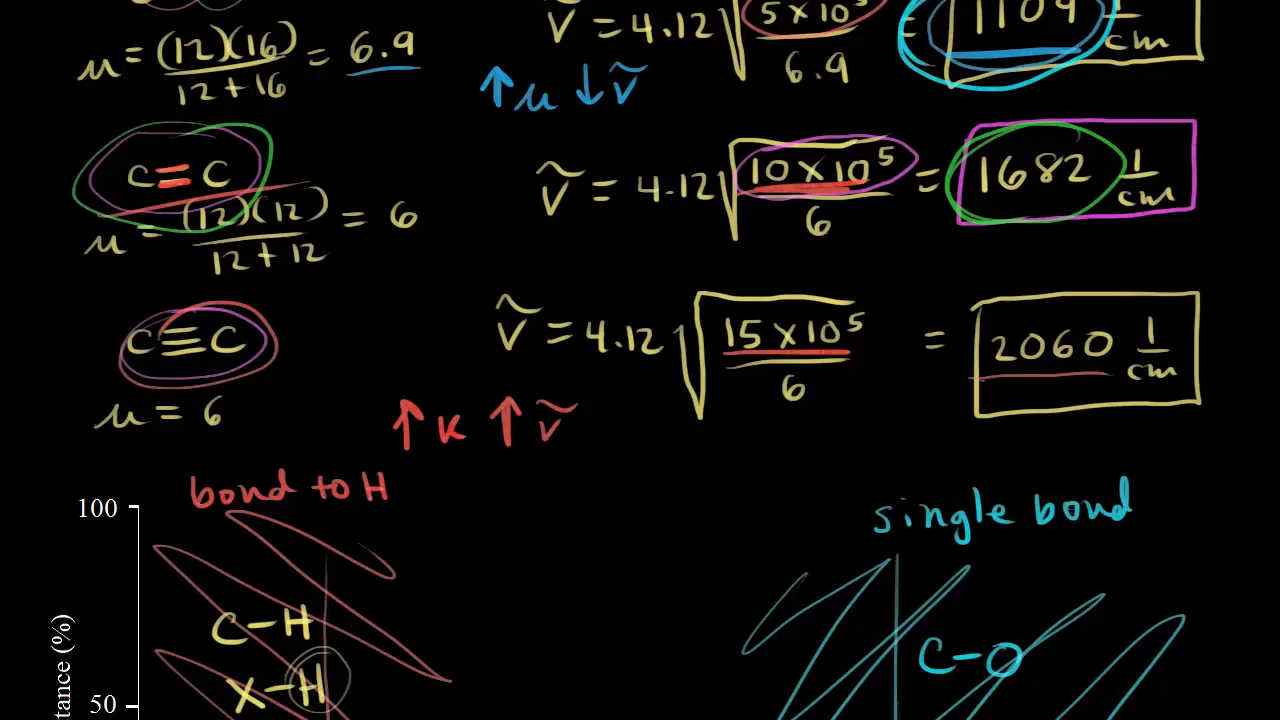 μ = (12)(16) / 12 + 16 = 6.9
ṽ = 4.12 √ 5 × 10⁵ / 6.9 = 1109 1/cm
↑ μ ↓ ṽ
C=C
μ = (12)(12) / 12 + 12 = 6
ṽ = 4.12 √ 10 × 10⁵ / 6 = 1682 1/cm
C≡C
μ = 6
ṽ = 4.12 √ 15 × 10⁵ / 6 = 2060 1/cm
↑ K ↑ ṽ
bond to H
single bond
100
C-H
C-O
X-H
50
(%)